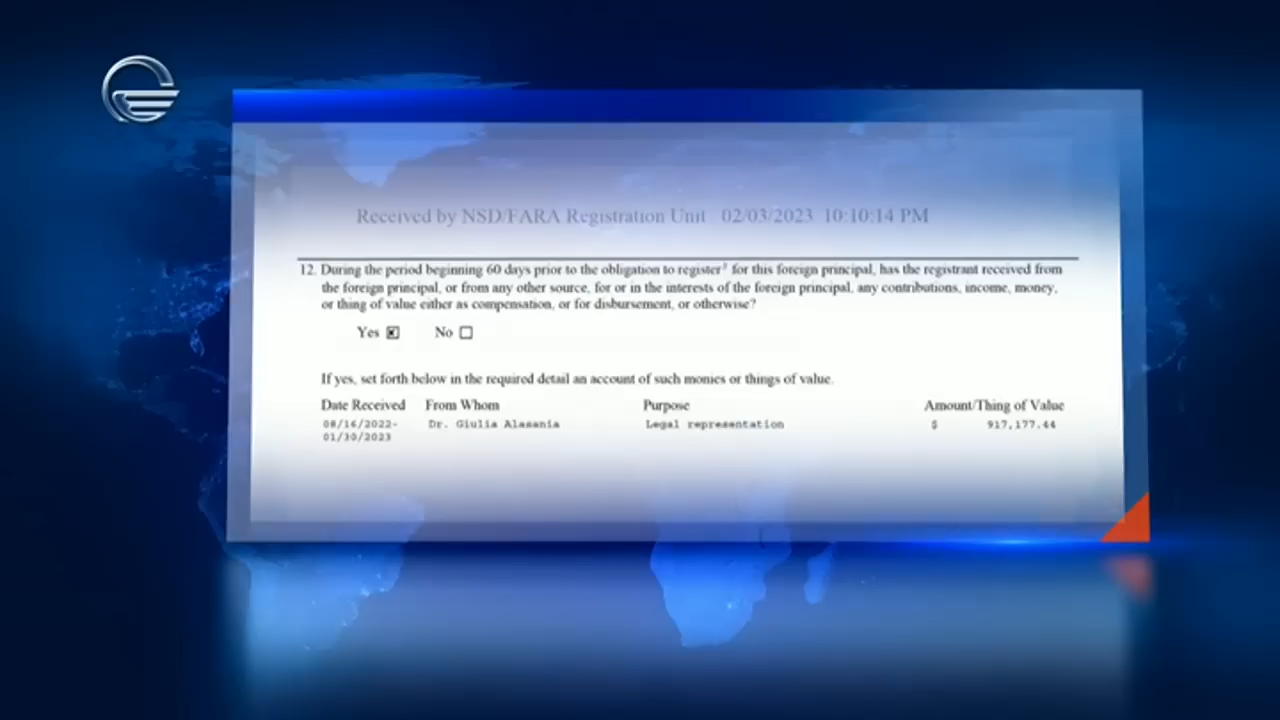 Received by NSD/FARA Registration Unit 02/03/2023 10:10:14 PM
12. During the period beginning 60 days prior to the obligation to register³ for this foreign principal, has the registrant received from
the foreign principal, or from any other source, for or in the interests of the foreign principal, any contributions, income, money,
or thing of value either as compensation, or for disbursement, or otherwise?
Yes ☒ No ☐
If yes, set forth below in the required detail an account of such monies or things of value.
Date Received From Whom Purpose Amount/Thing of Value
08/16/2022- Dr. Giulia Alasania Legal representation $ 917,177.44
01/30/2023